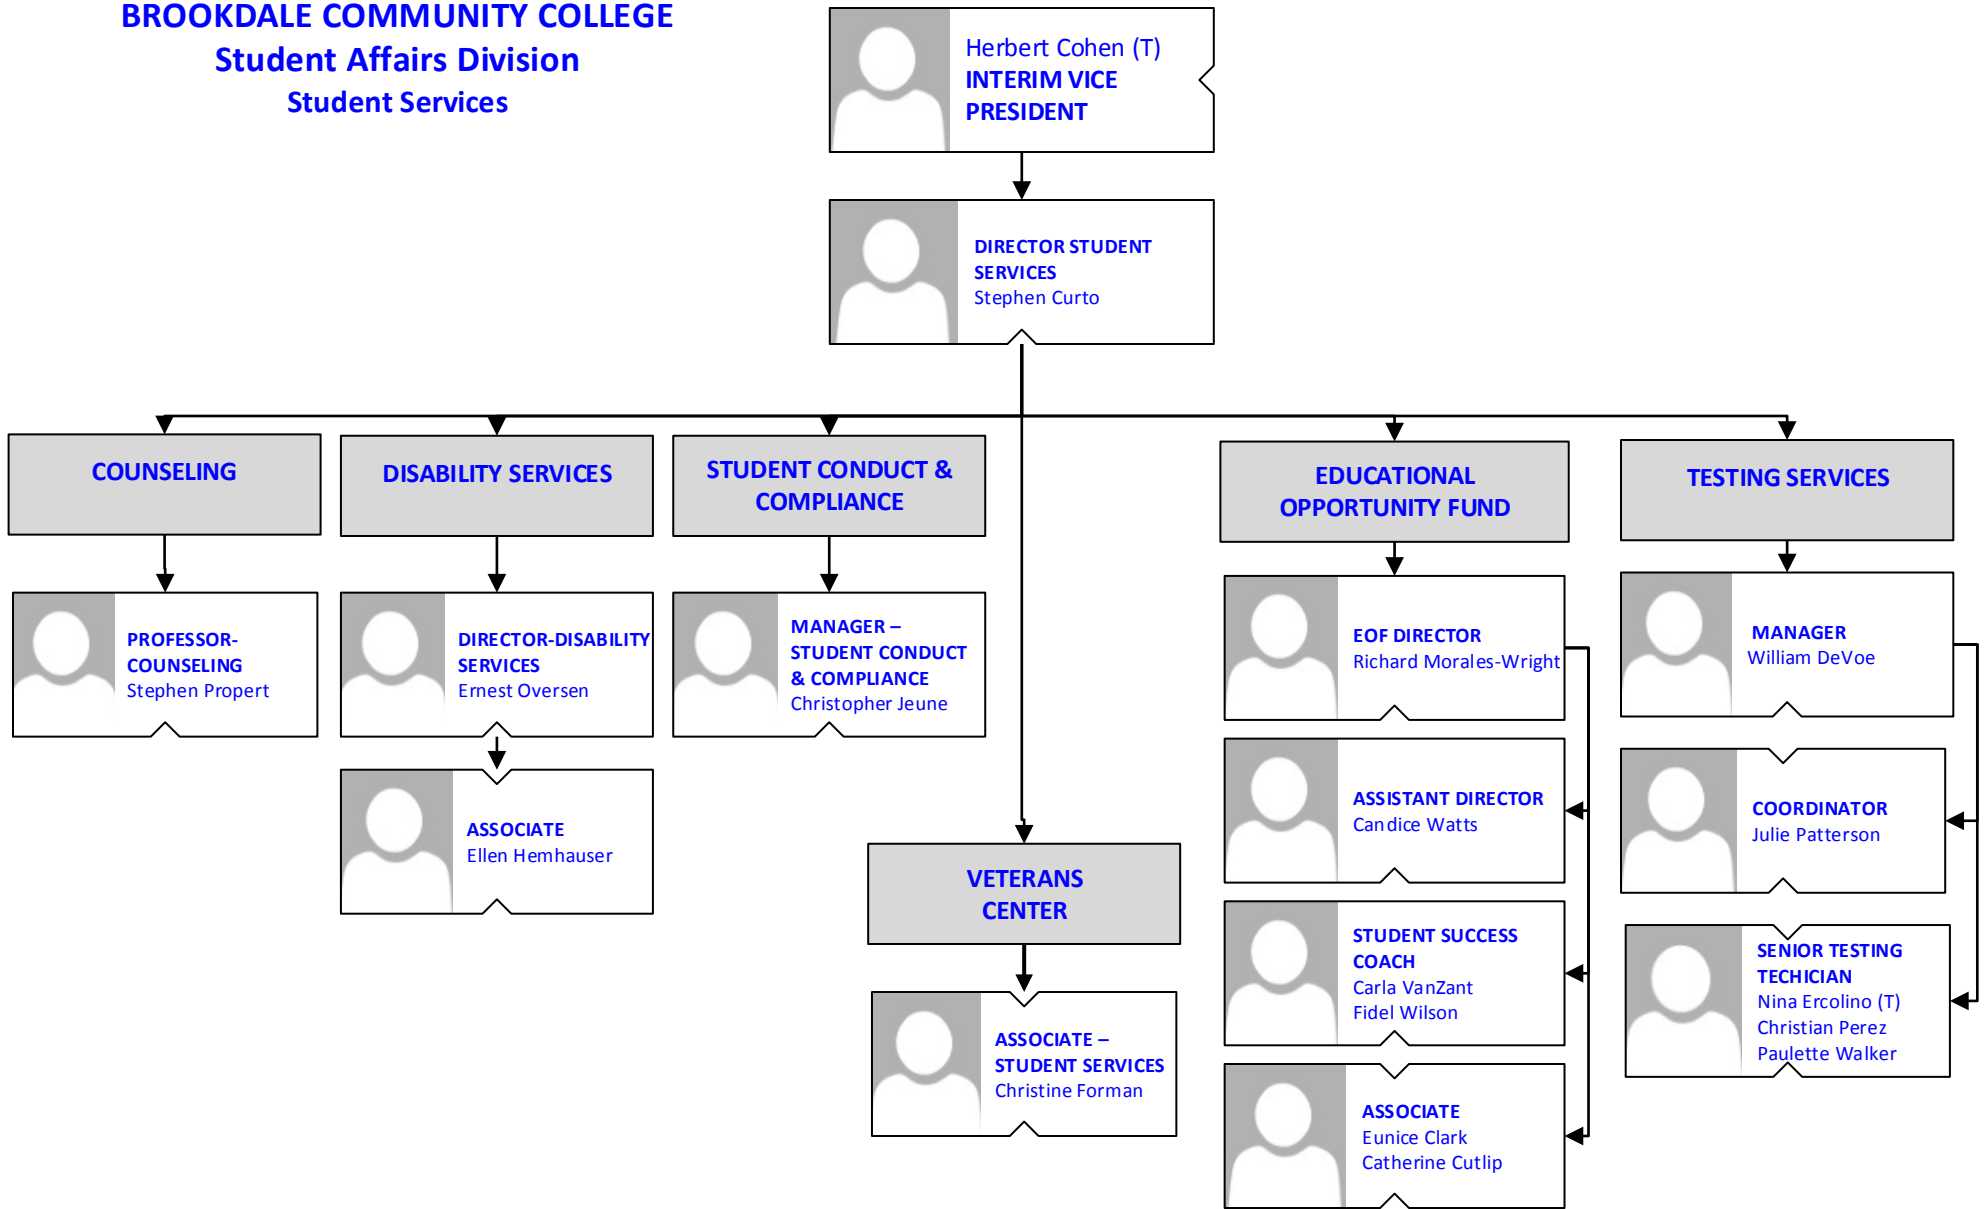 BROOKDALE COMMUNITY COLLEGE
Student Affairs Division
Student Services
Herbert Cohen (T)
INTERIM VICE
PRESIDENT
DIRECTOR STUDENT
SERVICES
Stephen Curto
COUNSELING
PROFESSOR-
COUNSELING
Stephen Propert
DISABILITY SERVICES
DIRECTOR-DISABILITY
SERVICES
Ernest Oversen
ASSOCIATE
Ellen Hemhauser
STUDENT CONDUCT &
COMPLIANCE
MANAGER –
STUDENT CONDUCT
& COMPLIANCE
Christopher Jeune
VETERANS
CENTER
ASSOCIATE –
STUDENT SERVICES
Christine Forman
EDUCATIONAL
OPPORTUNITY FUND
EOF DIRECTOR
Richard Morales-Wright
ASSISTANT DIRECTOR
Candice Watts
STUDENT SUCCESS
COACH
Carla VanZant
Fidel Wilson
ASSOCIATE
Eunice Clark
Catherine Cutlip
TESTING SERVICES
MANAGER
William DeVoe
COORDINATOR
Julie Patterson
SENIOR TESTING
TECHICIAN
Nina Ercolino (T)
Christian Perez
Paulette Walker